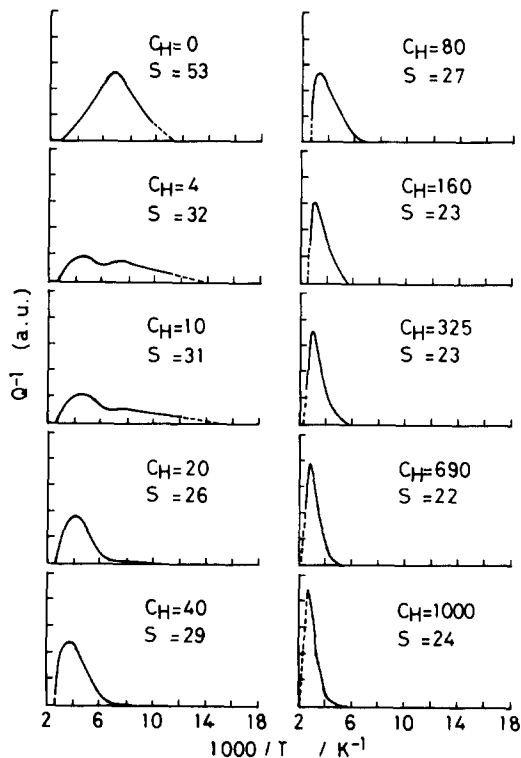 C_H=0
S =53
C_H=4
S =32
C_H=10
S =31
C_H=20
S =26
C_H=40
S =29
C_H=80
S =27
C_H=160
S =23
C_H=325
S =23
C_H=690
S =22
C_H=1000
S =24
Q⁻¹ (a.u.)
2 6 10 14 18
2 6 10 14 18
1000 / T / K⁻¹